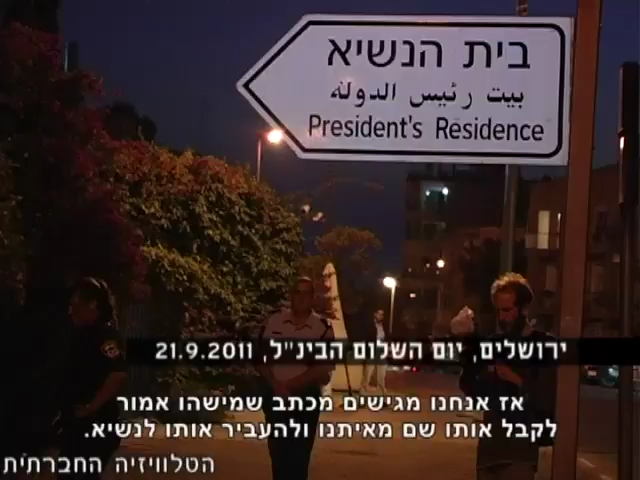 בית הנשיא
بيت رئيس الدولة
President's Residence
ירושלים, יום השלום הבינ"ל, 21.9.2011
אז אנחנו מגישים מכתב שמישהו אמור
לקבל אותו שם מאיתנו ולהעביר אותו לנשיא.
הטלוויזיה החברתית